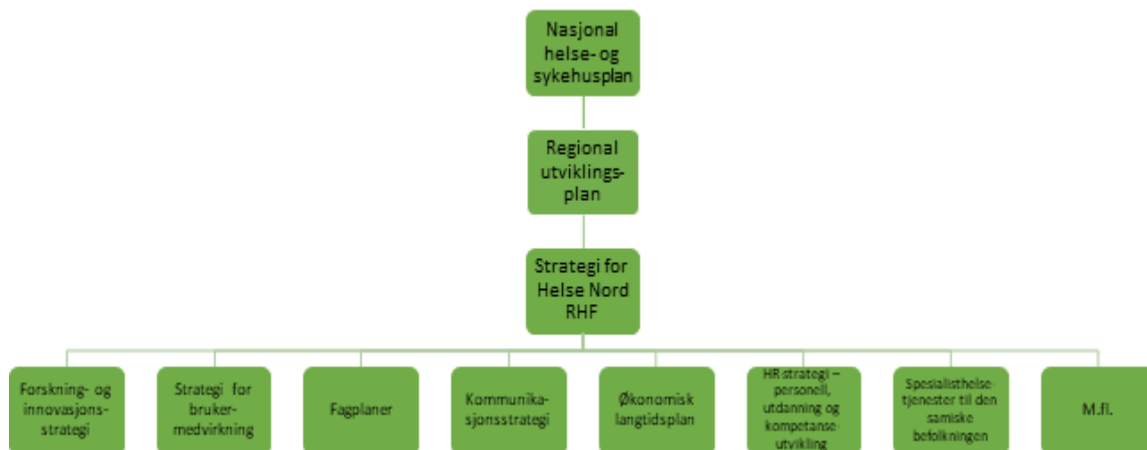 Nasjonal
helse- og
sykehusplan
Regional
utviklings-
plan
Strategi for
Helse Nord
RHF
Forskning- og
innovasjons-
strategi
Strategi for
bruker-
medvirkning
Fagplaner
Kommunika-
sjonsstrategi
Økonomisk
langtidsplan
HR strategi –
personell,
utdanning og
kompetanse-
utvikling
Spesialisthelse-
tjenester til den
samiske
befolkningen
M.fl.